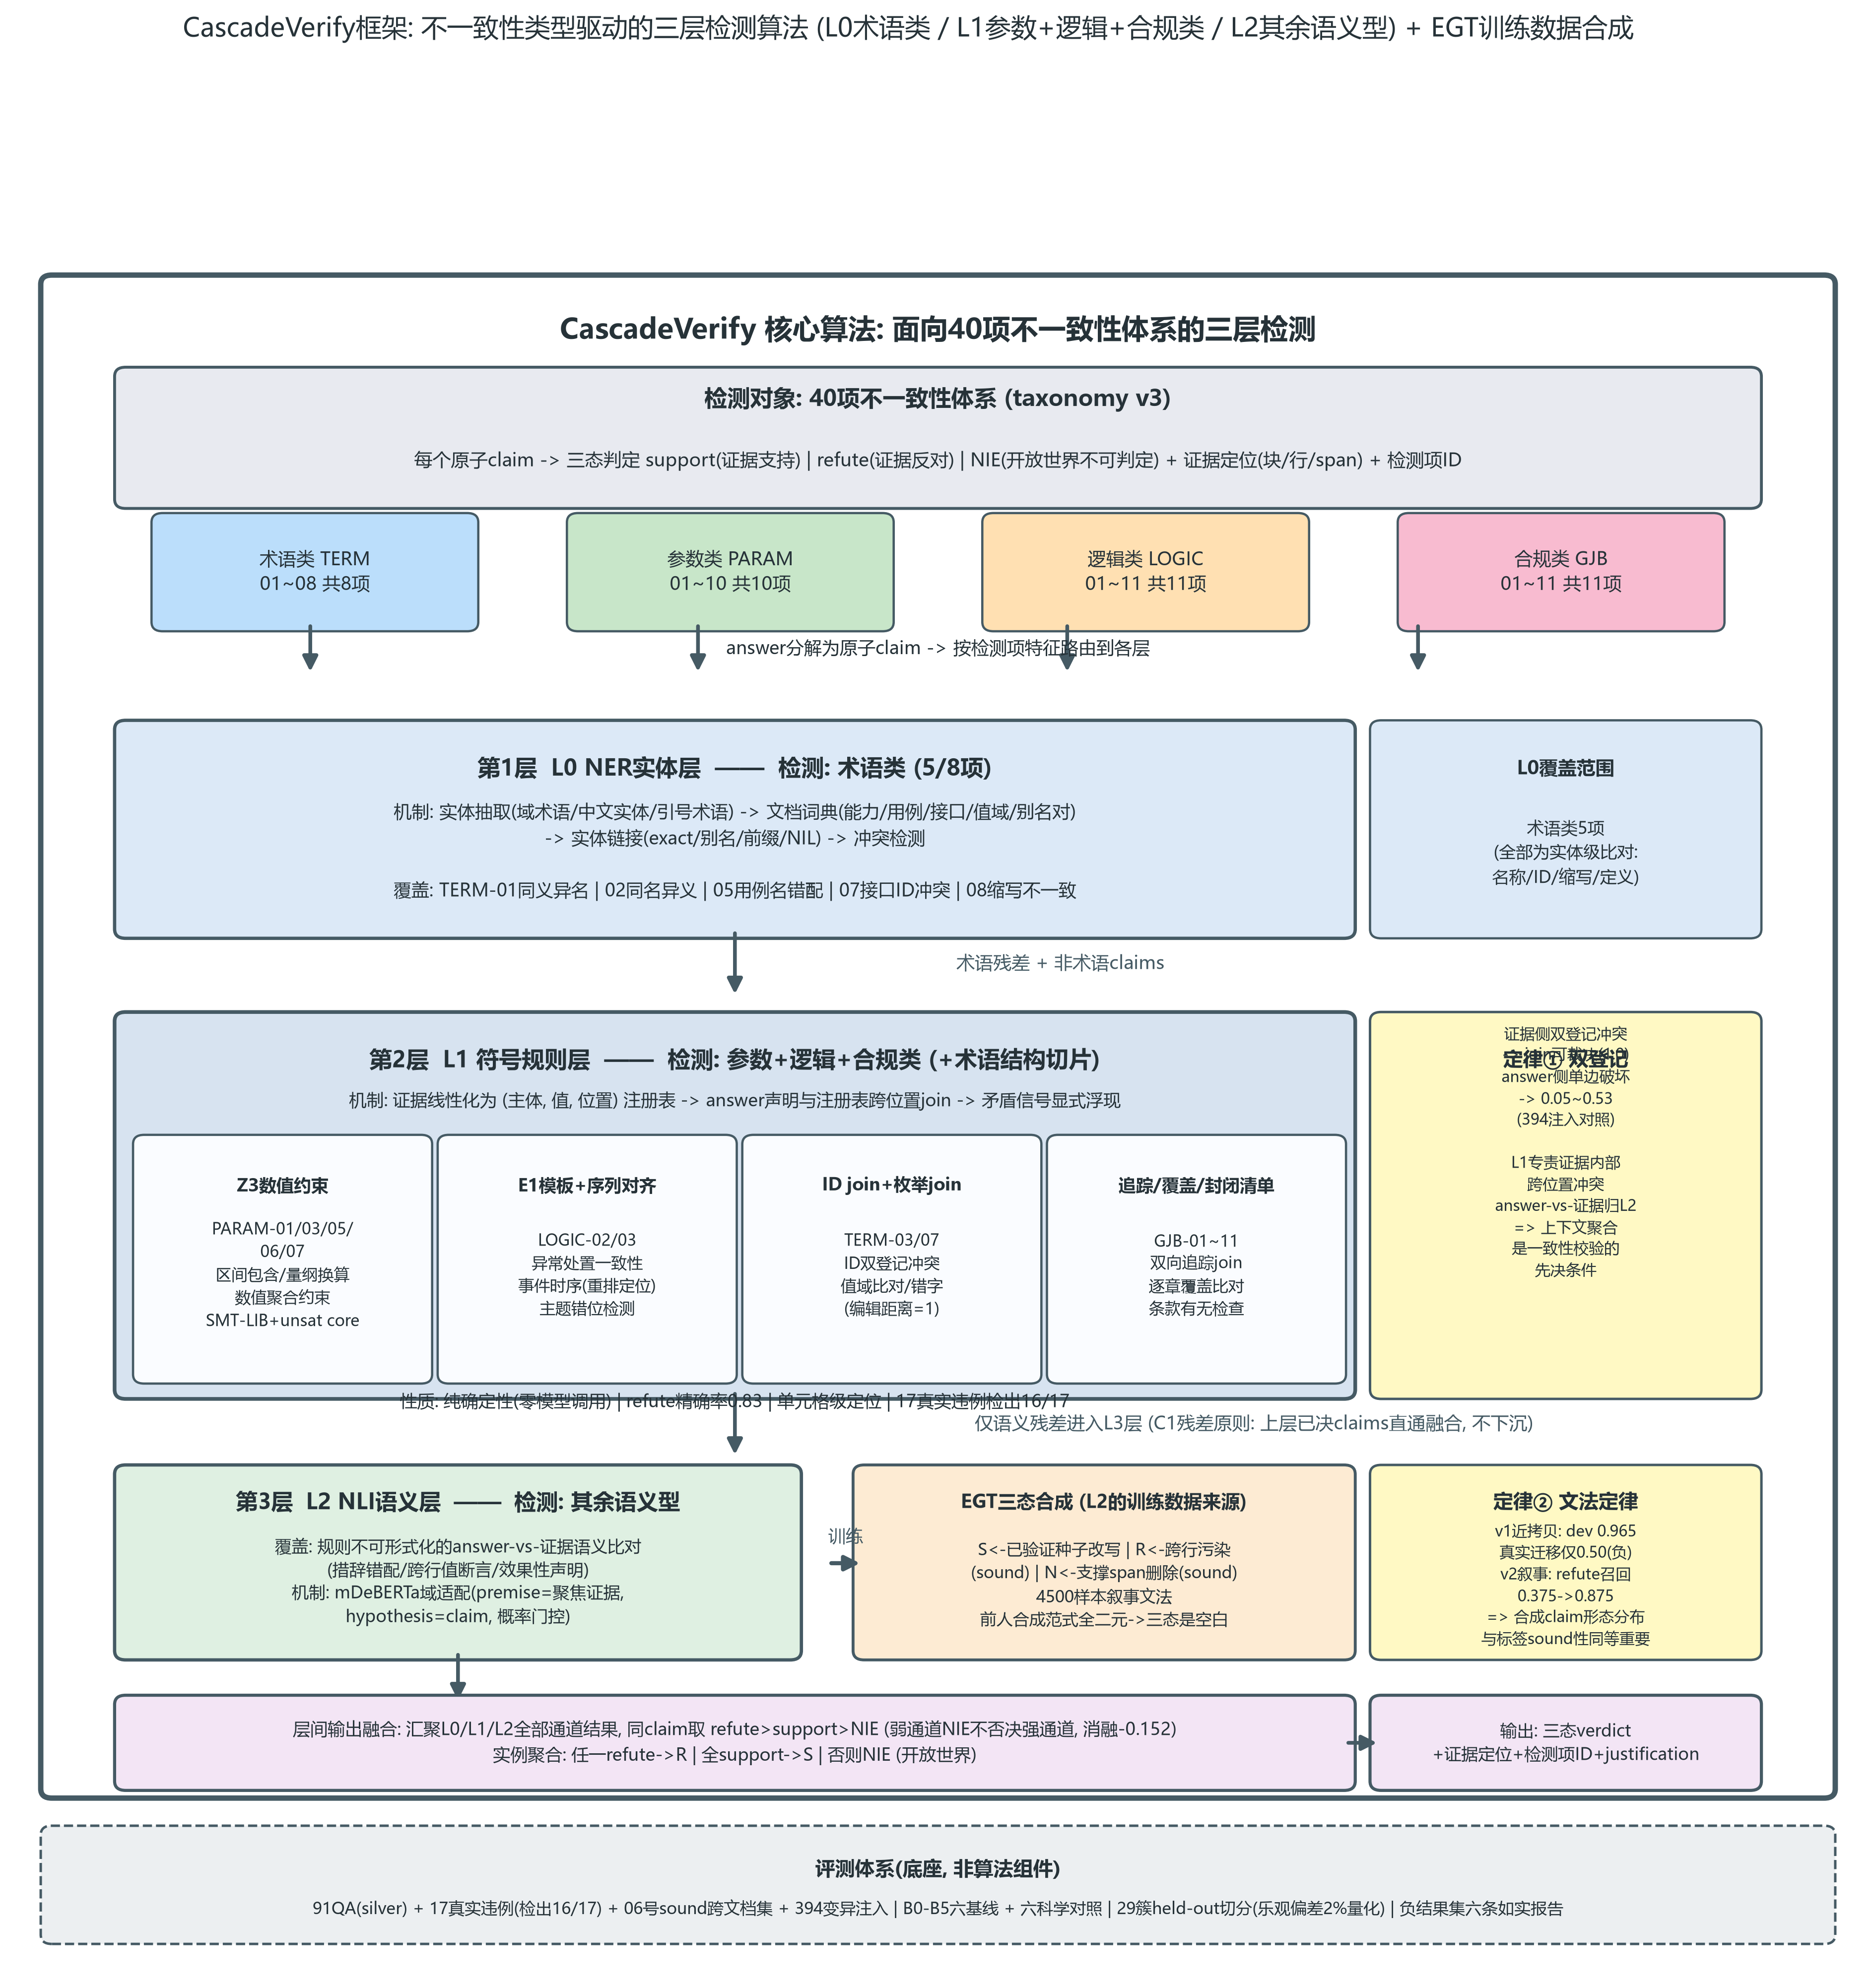 CascadeVerify框架: 不一致性类型驱动的三层检测算法 (L0术语类 / L1参数+逻辑+合规类 / L2其余语义型) + EGT训练数据合成
CascadeVerify 核心算法: 面向40项不一致性体系的三层检测
检测对象: 40项不一致性体系 (taxonomy v3)
每个原子claim -> 三态判定 support(证据支持) | refute(证据反对) | NIE(开放世界不可判定) + 证据定位(块/行/span) + 检测项ID
术语类 TERM
01~08 共8项
参数类 PARAM
01~10 共10项
逻辑类 LOGIC
01~11 共11项
合规类 GJB
01~11 共11项
answer分解为原子claim -> 按检测项特征路由到各层
第1层  L0 NER实体层  ——  检测: 术语类 (5/8项)
机制: 实体抽取(域术语/中文实体/引号术语) -> 文档词典(能力/用例/接口/值域/别名对)
-> 实体链接(exact/别名/前缀/NIL) -> 冲突检测
覆盖: TERM-01同义异名 | 02同名异义 | 05用例名错配 | 07接口ID冲突 | 08缩写不一致
L0覆盖范围
术语类5项
(全部为实体级比对:
名称/ID/缩写/定义)
术语残差 + 非术语claims
第2层  L1 符号规则层  ——  检测: 参数+逻辑+合规类 (+术语结构切片)
机制: 证据线性化为 (主体, 值, 位置) 注册表 -> answer声明与注册表跨位置join -> 矛盾信号显式浮现
Z3数值约束
PARAM-01/03/05/
06/07
区间包含/量纲换算
数值聚合约束
SMT-LIB+unsat core
E1模板+序列对齐
LOGIC-02/03
异常处置一致性
事件时序(重排定位)
主题错位检测
ID join+枚举join
TERM-03/07
ID双登记冲突
值域比对/错字
(编辑距离=1)
追踪/覆盖/封闭清单
GJB-01~11
双向追踪join
逐章覆盖比对
条款有无检查
性质: 纯确定性(零模型调用) | refute精确率0.83 | 单元格级定位 | 17真实违例检出16/17
证据侧双登记冲突
定律① 双登记
answer侧单边破坏
-> 0.05~0.53
(394注入对照)
L1专责证据内部
跨位置冲突
answer-vs-证据归L2
=> 上下文聚合
是一致性校验的
先决条件
仅语义残差进入L3层 (C1残差原则: 上层已决claims直通融合, 不下沉)
第3层  L2 NLI语义层  ——  检测: 其余语义型
覆盖: 规则不可形式化的answer-vs-证据语义比对
(措辞错配/跨行值断言/效果性声明)
机制: mDeBERTa域适配(premise=聚焦证据,
hypothesis=claim, 概率门控)
训练
EGT三态合成 (L2的训练数据来源)
S<-已验证种子改写 | R<-跨行污染
(sound) | N<-支撑span删除(sound)
4500样本叙事文法
前人合成范式全二元->三态是空白
定律② 文法定律
v1近拷贝: dev 0.965
真实迁移仅0.50(负)
v2叙事: refute召回
0.375->0.875
=> 合成claim形态分布
与标签sound性同等重要
层间输出融合: 汇聚L0/L1/L2全部通道结果, 同claim取 refute>support>NIE (弱通道NIE不否决强通道, 消融-0.152)
实例聚合: 任一refute->R | 全support->S | 否则NIE (开放世界)
输出: 三态verdict
+证据定位+检测项ID+justification
评测体系(底座, 非算法组件)
91QA(silver) + 17真实违例(检出16/17) + 06号sound跨文档集 + 394变异注入 | B0-B5六基线 + 六科学对照 | 29簇held-out切分(乐观偏差2%量化) | 负结果集六条如实报告